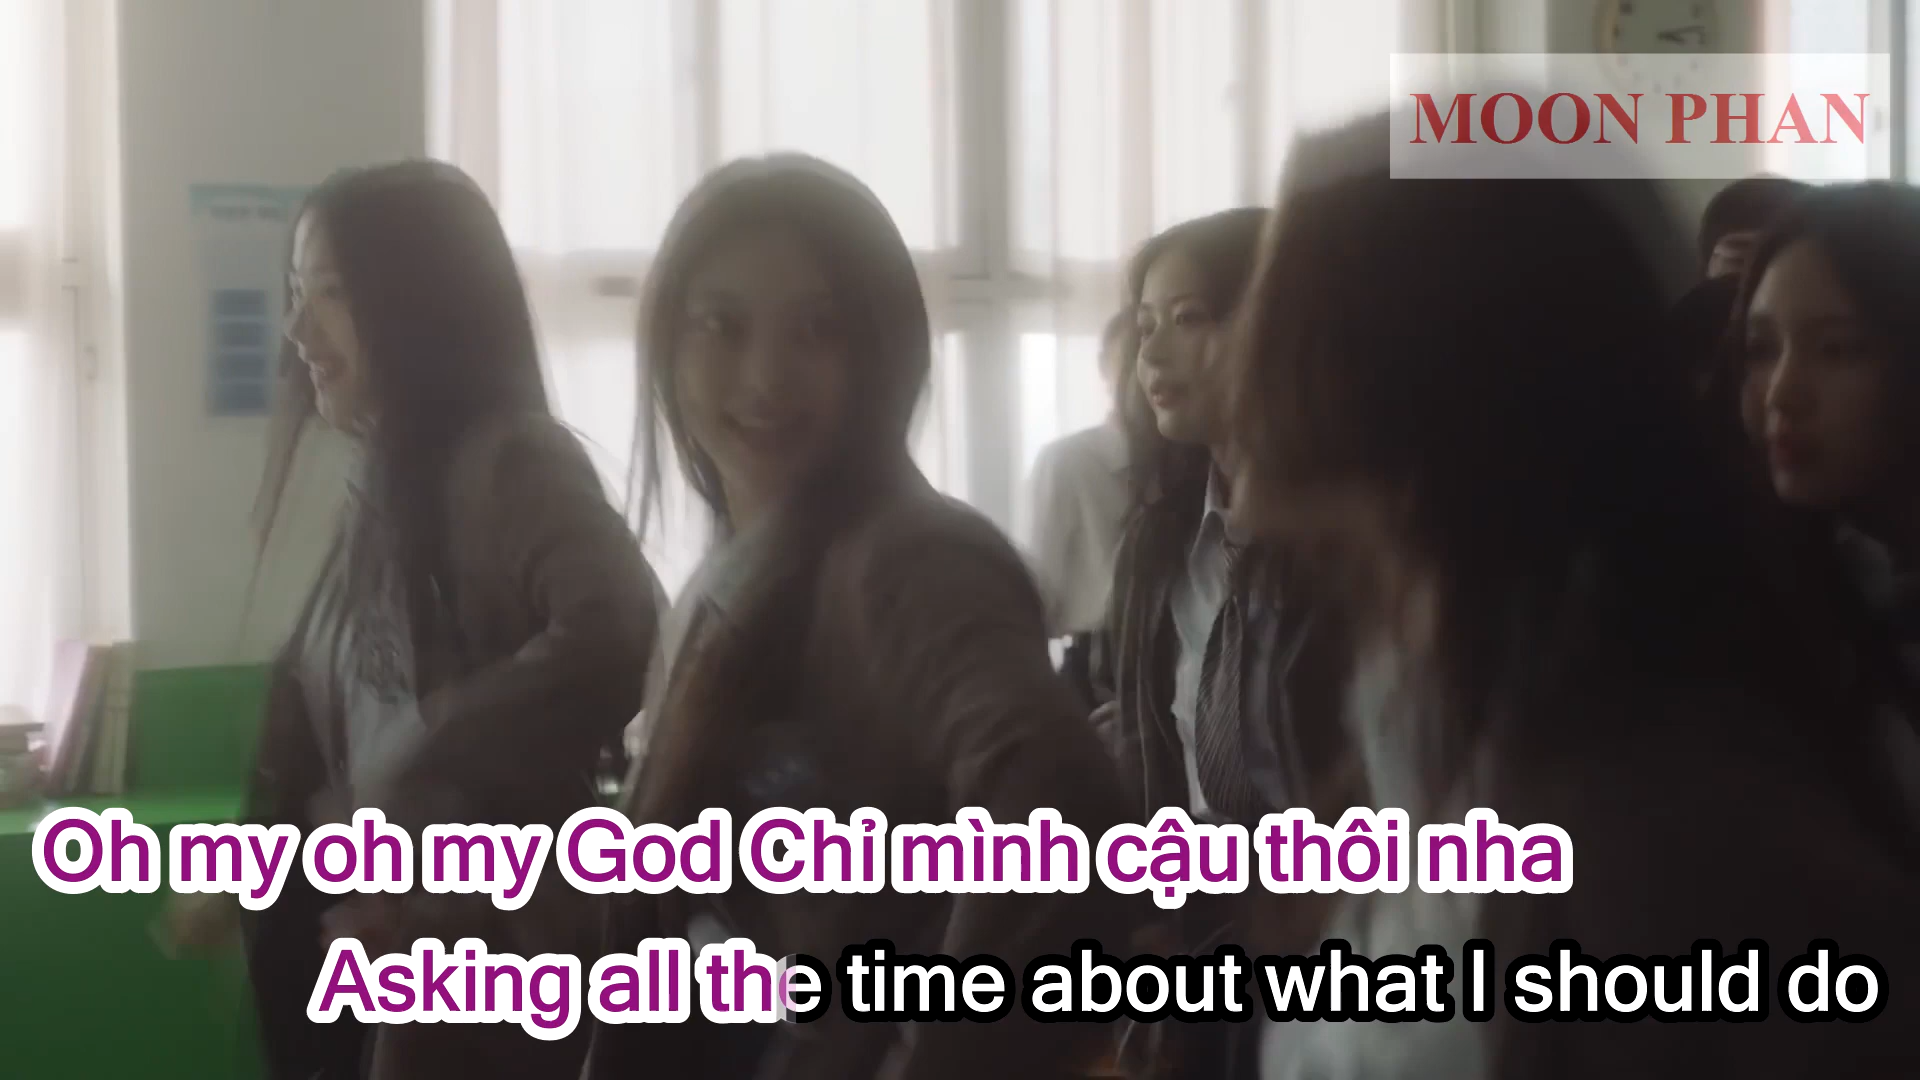 MOON PHAN
Oh my oh my God Chỉ mình cậu thôi nha
Asking all the time about what I should do